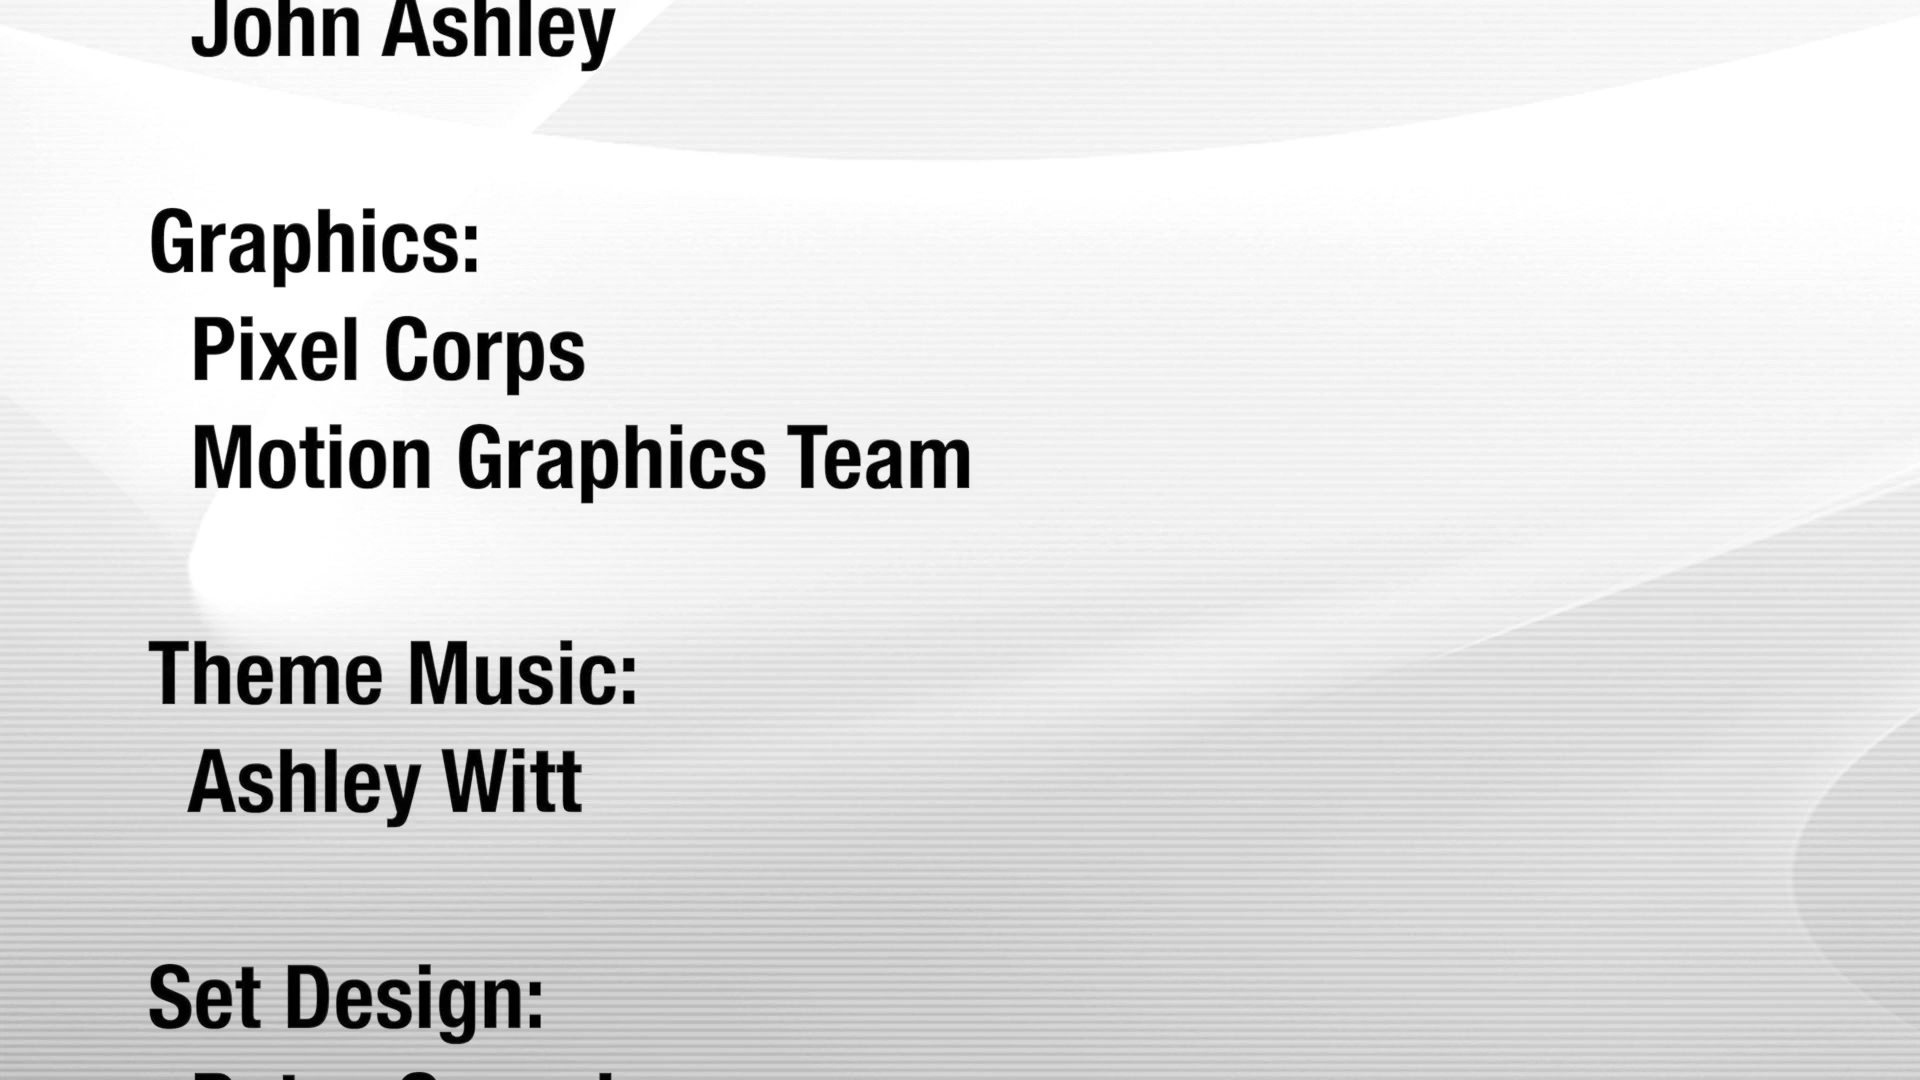 John Ashley
Graphics:
Pixel Corps
Motion Graphics Team
Theme Music:
Ashley Witt
Set Design: